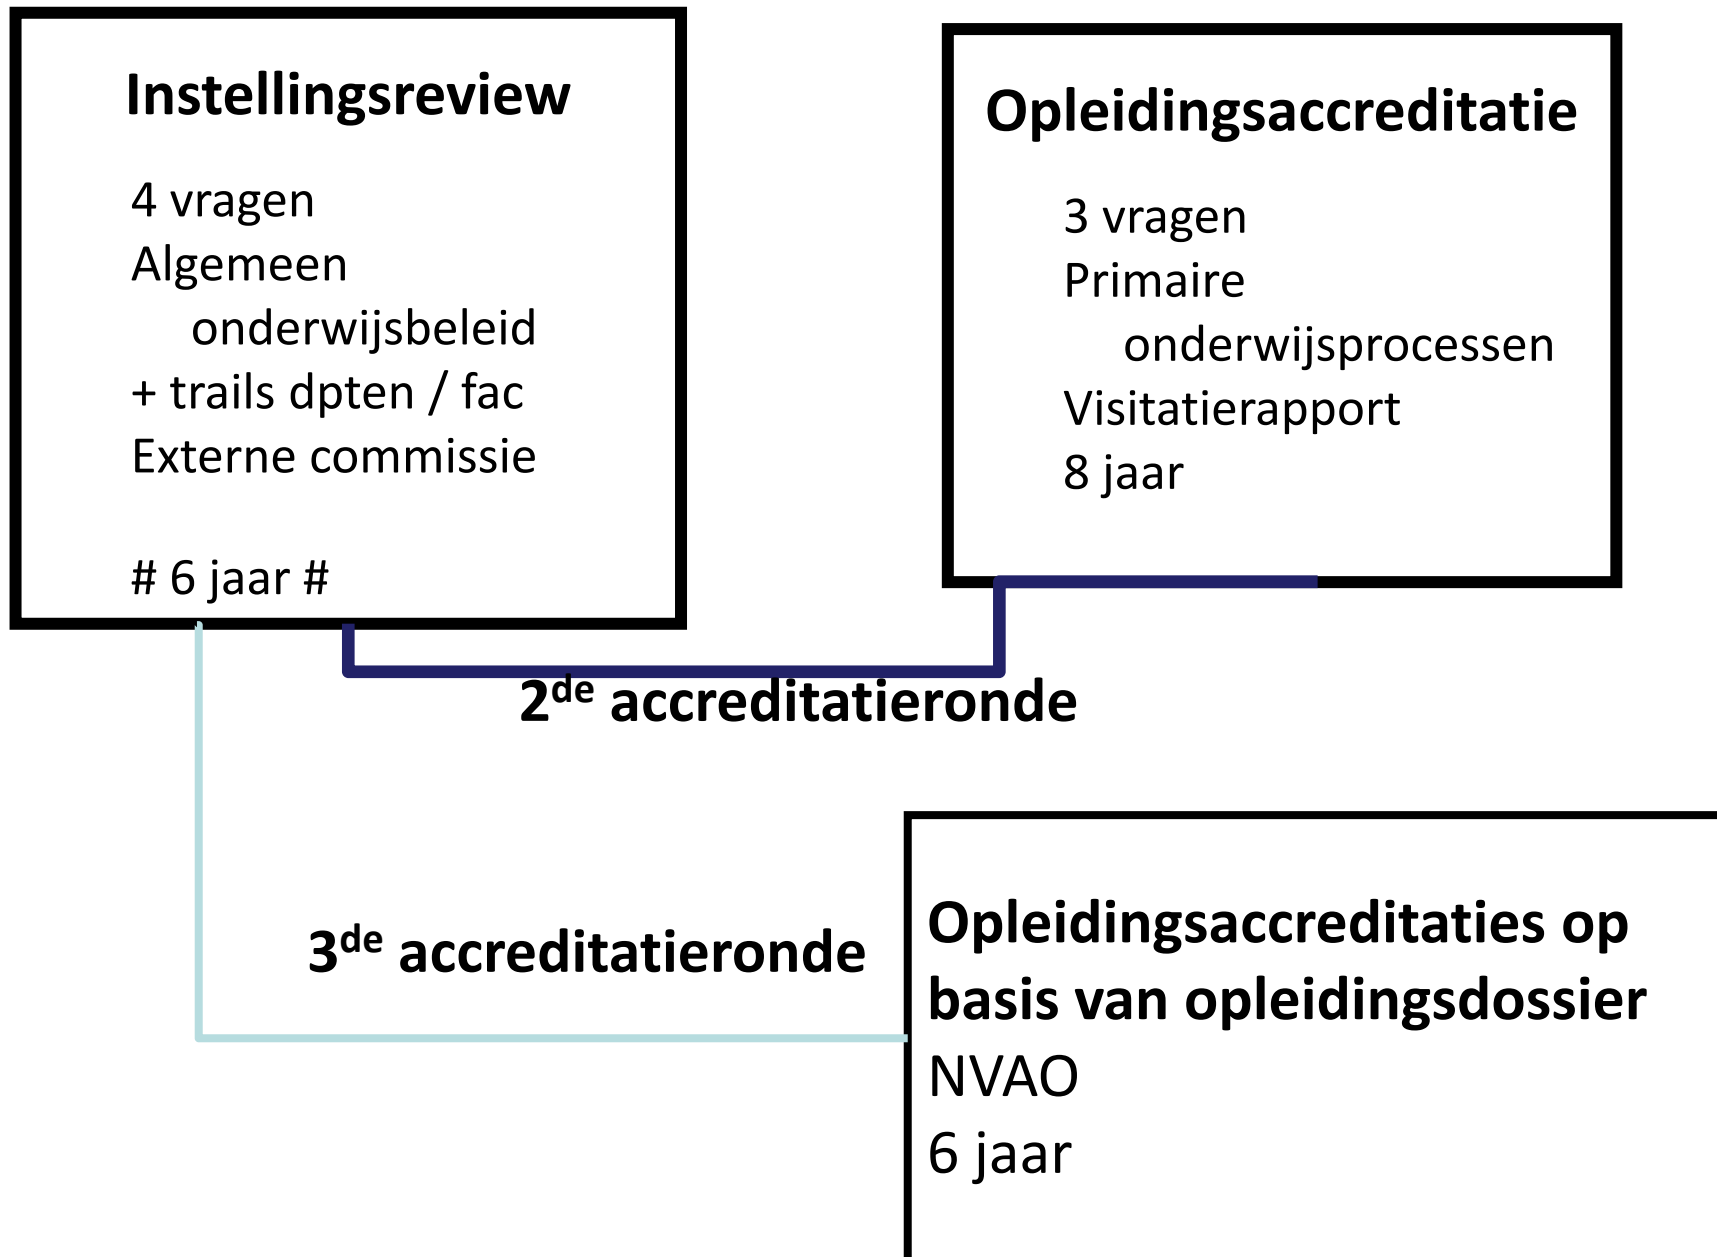 Instellingsreview
4 vragen
Algemeen
onderwijsbeleid
+ trails dpten / fac
Externe commissie
# 6 jaar #
Opleidingsaccreditatie
3 vragen
Primaire
onderwijsprocessen
Visitatierapport
8 jaar
2de accreditatieronde
3de accreditatieronde
Opleidingsaccreditaties op
basis van opleidingsdossier
NVAO
6 jaar